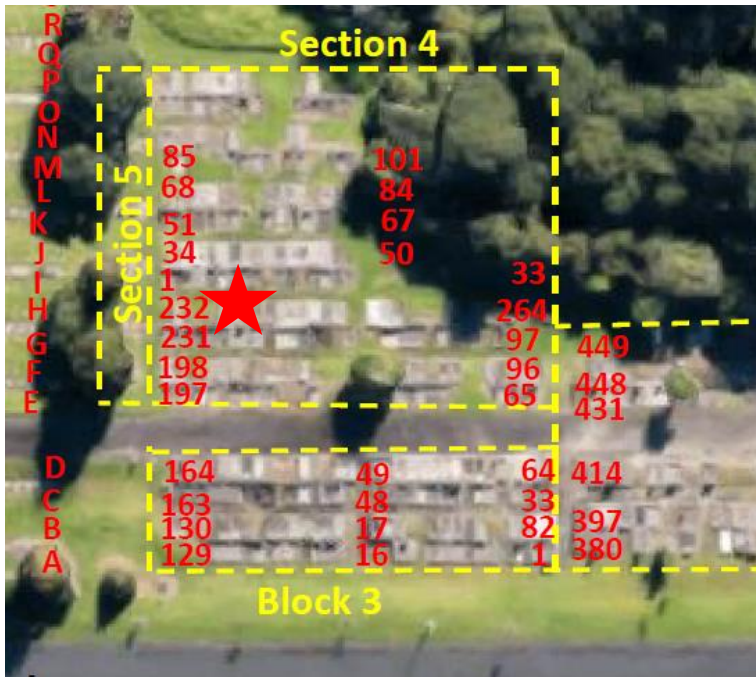 R
Section 4
Q
P
O
N
M 85 101
L 68 84
K 51 67
J 34 50
Section 5
I 1 33
H 232 264
G 231 97 449
F 198 96 448
E 197 65 431
D 164 49 64 414
C 163 48 33
B 130 17 82 397
A 129 16 1 380
Block 3